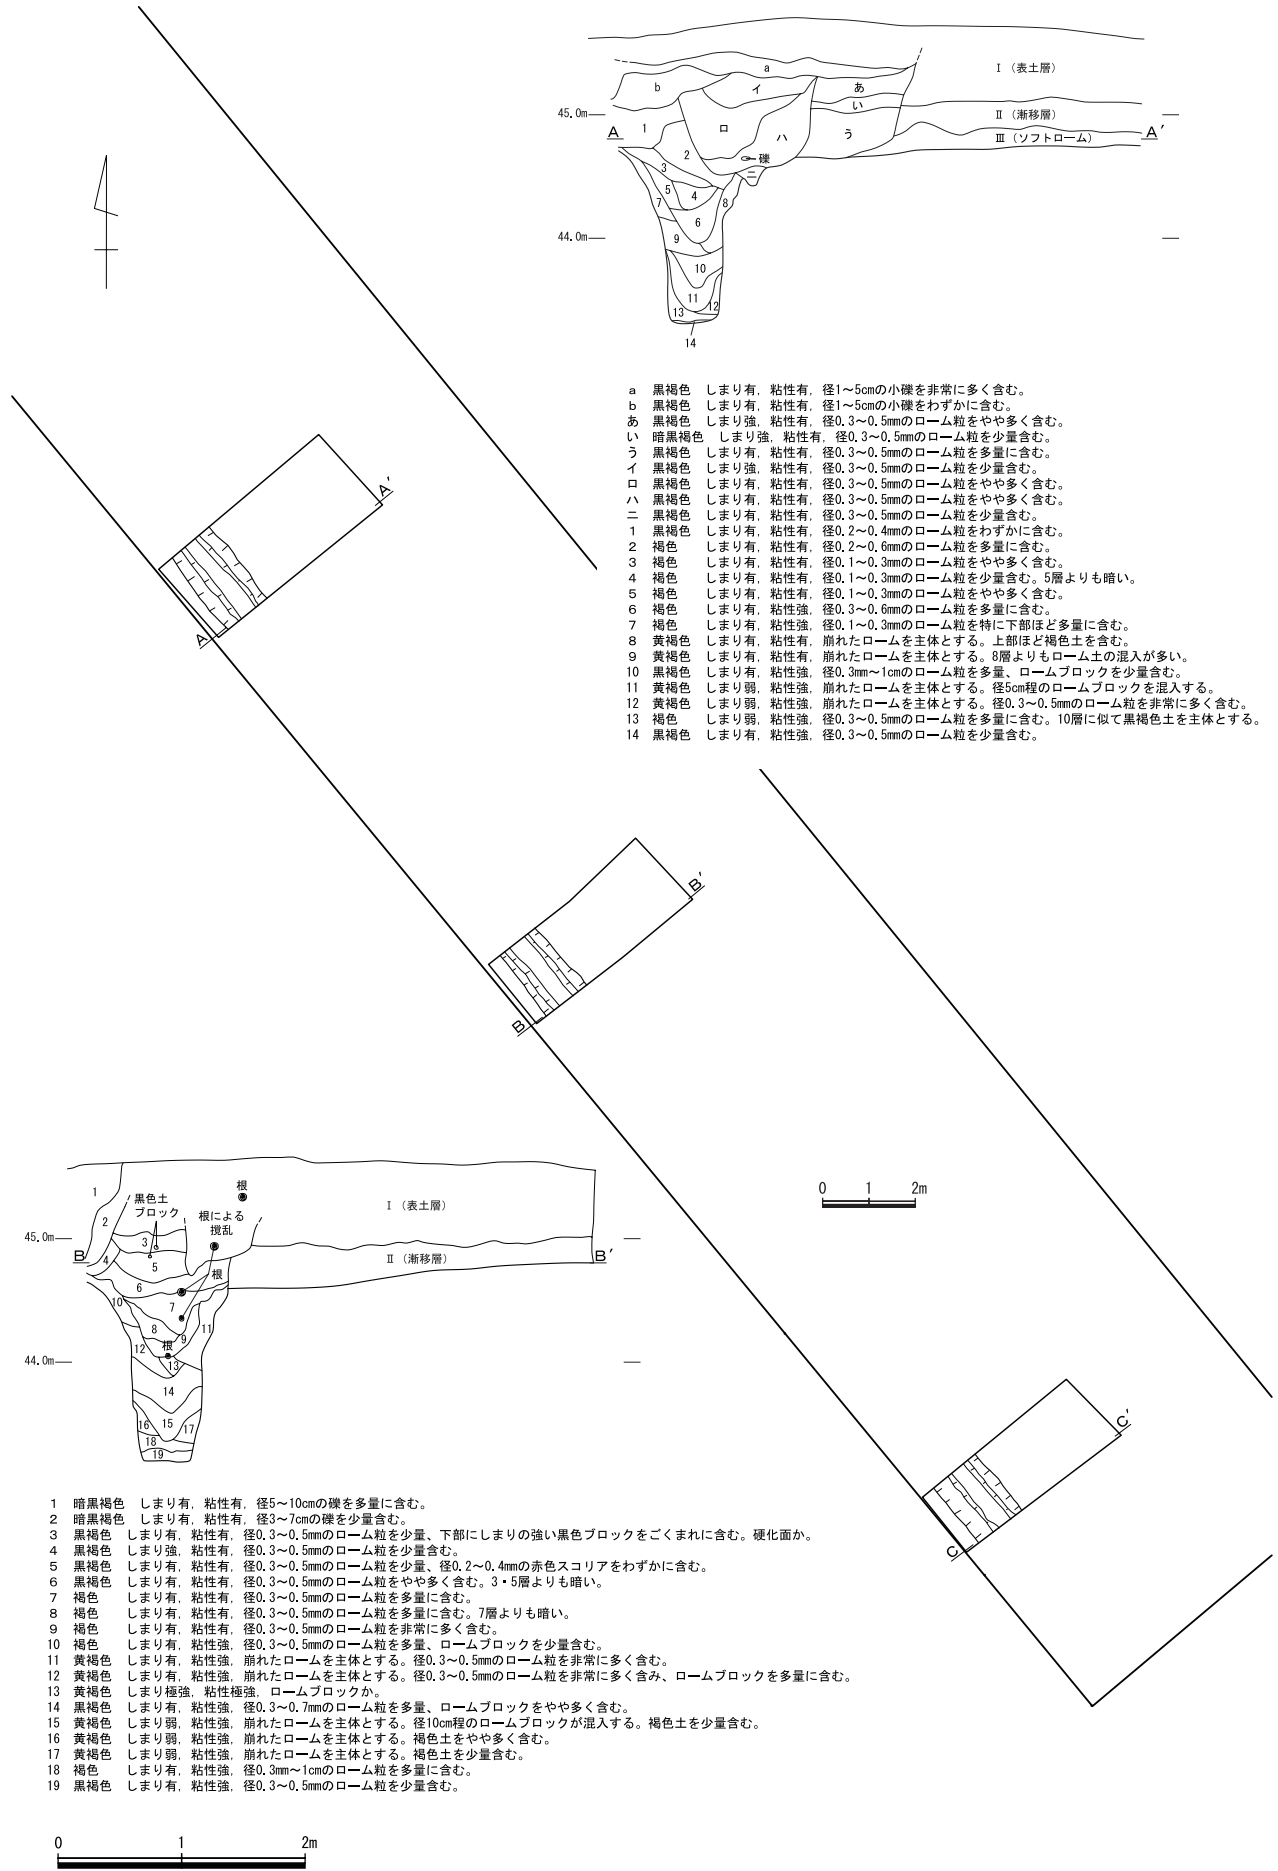 Ⅰ（表土層）
a
b
イ
あ
い
45.0m
Ⅱ（漸移層）
A
1
ロ
ハ
う
Ⅲ（ソフトローム）
A′
2
礫
3
ニ
5
4
7
8
6
44.0m
9
10
11
13
12
14
a 黒褐色 しまり有，粘性有，径1～5cmの小礫を非常に多く含む。
b 黒褐色 しまり有，粘性有，径1～5cmの小礫をわずかに含む。
あ 黒褐色 しまり強，粘性有，径0.3～0.5mmのローム粒をやや多く含む。
い 暗黒褐色 しまり強，粘性有，径0.3～0.5mmのローム粒を少量含む。
う 黒褐色 しまり有，粘性有，径0.3～0.5mmのローム粒を多量に含む。
イ 黒褐色 しまり強，粘性有，径0.3～0.5mmのローム粒を少量含む。
ロ 黒褐色 しまり有，粘性有，径0.3～0.5mmのローム粒をやや多く含む。
ハ 黒褐色 しまり有，粘性有，径0.3～0.5mmのローム粒をやや多く含む。
ニ 黒褐色 しまり有，粘性有，径0.3～0.5mmのローム粒を少量含む。
1 黒褐色 しまり有，粘性有，径0.2～0.4mmのローム粒をわずかに含む。
2 褐色 しまり有，粘性有，径0.2～0.6mmのローム粒を多量に含む。
3 褐色 しまり有，粘性有，径0.1～0.3mmのローム粒をやや多く含む。
4 褐色 しまり有，粘性有，径0.1～0.3mmのローム粒を少量含む。5層よりも暗い。
5 褐色 しまり有，粘性有，径0.1～0.3mmのローム粒をやや多く含む。
6 褐色 しまり有，粘性強，径0.3～0.6mmのローム粒を多量に含む。
7 褐色 しまり有，粘性強，径0.1～0.3mmのローム粒を特に下部ほど多量に含む。
8 黄褐色 しまり有，粘性有，崩れたロームを主体とする。上部ほど褐色土を含む。
9 黄褐色 しまり有，粘性有，崩れたロームを主体とする。8層よりもローム土の混入が多い。
10 黒褐色 しまり有，粘性強，径0.3mm～1cmのローム粒を多量、ロームブロックを少量含む。
11 黄褐色 しまり弱，粘性強，崩れたロームを主体とする。径5cm程のロームブロックを混入する。
12 黄褐色 しまり弱，粘性強，崩れたロームを主体とする。径0.3～0.5mmのローム粒を非常に多く含む。
13 褐色 しまり弱，粘性強，径0.3～0.5mmのローム粒を多量に含む。10層に似て黒褐色土を主体とする。
14 黒褐色 しまり有，粘性強，径0.3～0.5mmのローム粒を少量含む。
A′
A
B′
B
0 1 2m
C′
C
根
1
黒色土
ブロック
根による
撹乱
Ⅰ（表土層）
2
45.0m
3
B
4
5
Ⅱ（漸移層）
B′
根
6
10
7
8
9
11
根
12
13
44.0m
14
16
15
17
18
19
1 暗黒褐色 しまり有，粘性有，径5～10cmの礫を多量に含む。
2 暗黒褐色 しまり有，粘性有，径3～7cmの礫を少量含む。
3 黒褐色 しまり有，粘性有，径0.3～0.5mmのローム粒を少量、下部にしまりの強い黒色ブロックをごくまれに含む。硬化面か。
4 黒褐色 しまり強，粘性有，径0.3～0.5mmのローム粒を少量含む。
5 黒褐色 しまり有，粘性有，径0.3～0.5mmのローム粒を少量、径0.2～0.4mmの赤色スコリアをわずかに含む。
6 黒褐色 しまり有，粘性有，径0.3～0.5mmのローム粒をやや多く含む。3・5層よりも暗い。
7 褐色 しまり有，粘性有，径0.3～0.5mmのローム粒を多量に含む。
8 褐色 しまり有，粘性有，径0.3～0.5mmのローム粒を多量に含む。7層よりも暗い。
9 褐色 しまり有，粘性有，径0.3～0.5mmのローム粒を非常に多く含む。
10 褐色 しまり有，粘性強，径0.3～0.5mmのローム粒を多量、ロームブロックを少量含む。
11 黄褐色 しまり有，粘性強，崩れたロームを主体とする。径0.3～0.5mmのローム粒を非常に多く含む。
12 黄褐色 しまり有，粘性強，崩れたロームを主体とする。径0.3～0.5mmのローム粒を非常に多く含み、ロームブロックを多量に含む。
13 黄褐色 しまり極強，粘性極強，ロームブロックか。
14 黒褐色 しまり有，粘性強，径0.3～0.7mmのローム粒を多量、ロームブロックをやや多く含む。
15 黄褐色 しまり弱，粘性強，崩れたロームを主体とする。径10cm程のロームブロックが混入する。褐色土を少量含む。
16 黄褐色 しまり弱，粘性強，崩れたロームを主体とする。褐色土をやや多く含む。
17 黄褐色 しまり弱，粘性強，崩れたロームを主体とする。褐色土を少量含む。
18 褐色 しまり有，粘性強，径0.3mm～1cmのローム粒を多量に含む。
19 黒褐色 しまり有，粘性強，径0.3～0.5mmのローム粒を少量含む。
0 1 2m